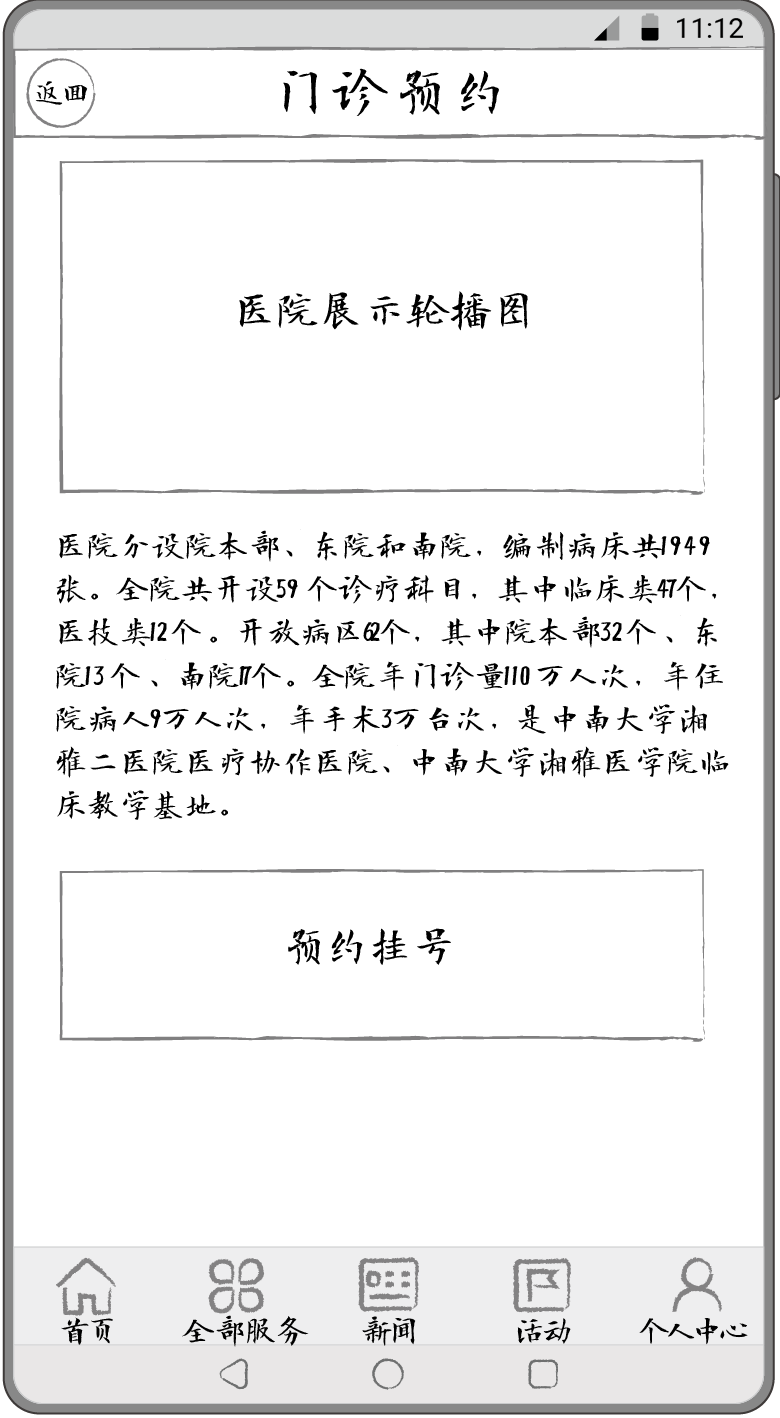 11:12
返回
门诊预约
医院展示轮播图
医院分设院本部、东院和南院，编制病床共1949
张。全院共开设59个诊疗科目，其中临床类47个，
医技类12个。开放病区62个，其中院本部32个、东
院13个、南院17个。全院年门诊量110万人次，年住
院病人9万人次，年手术3万台次，是中南大学湘
雅二医院医疗协作医院、中南大学湘雅医学院临
床教学基地。
预约挂号
首页 全部服务 新闻 活动 个人中心